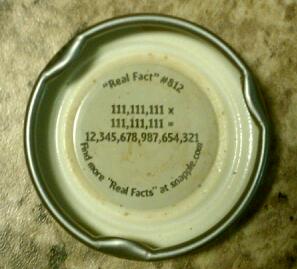 "Real Fact" #812
111,111,111 x
111,111,111 =
12,345,678,987,654,321
Find more "Real Facts" at snapple.com